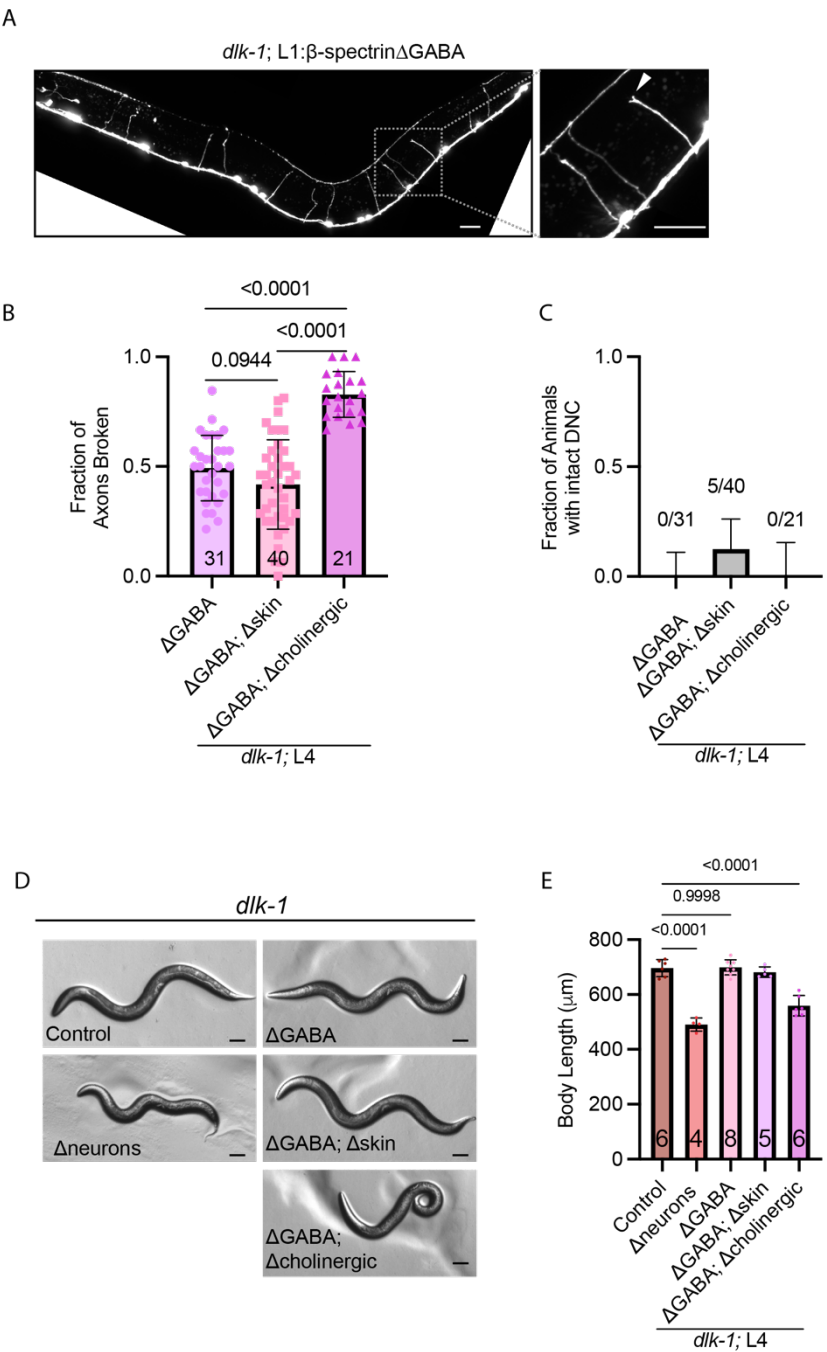 A
dlk-1; L1:β-spectrinΔGABA
B
<0.0001
<0.0001
0.0944
1.0
0.5
0.0
Fraction of
Axons Broken
31
40
21
ΔGABA
ΔGABA; Δskin
ΔGABA; Δcholinergic
dlk-1; L4
C
1.0
0.5
0.0
Fraction of Animals
with intact DNC
0/31
5/40
0/21
ΔGABA
ΔGABA; Δskin
ΔGABA; Δcholinergic
dlk-1; L4
D
dlk-1
Control
ΔGABA
Δneurons
ΔGABA; Δskin
ΔGABA;
Δcholinergic
E
<0.0001
0.9998
<0.0001
800
600
400
200
0
Body Length (μm)
6
4
8
5
6
Control
Δneurons
ΔGABA
ΔGABA; Δskin
ΔGABA; Δcholinergic
dlk-1; L4